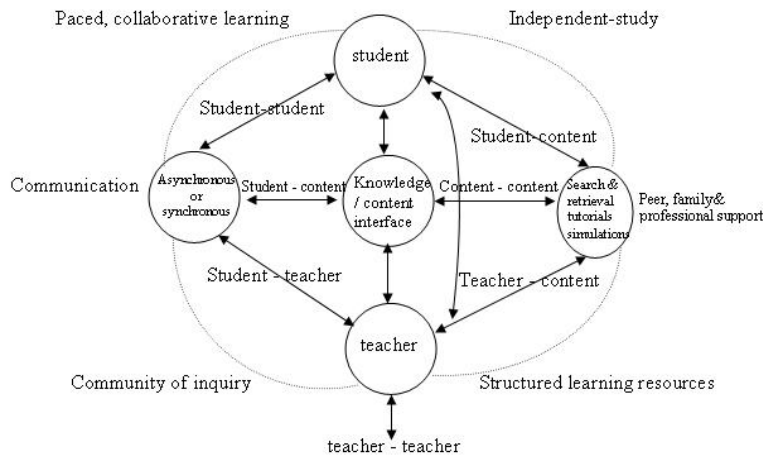 Paced, collaborative learning
Independent-study
student
Student-student
Student-content
Communication
Asynchronous
or
synchronous
Student - content
Knowledge
/ content
interface
Content - content
Search &
retrieval
tutorials
simulations
Peer, family&
professional support
Student - teacher
Teacher - content
teacher
Community of inquiry
Structured learning resources
teacher - teacher